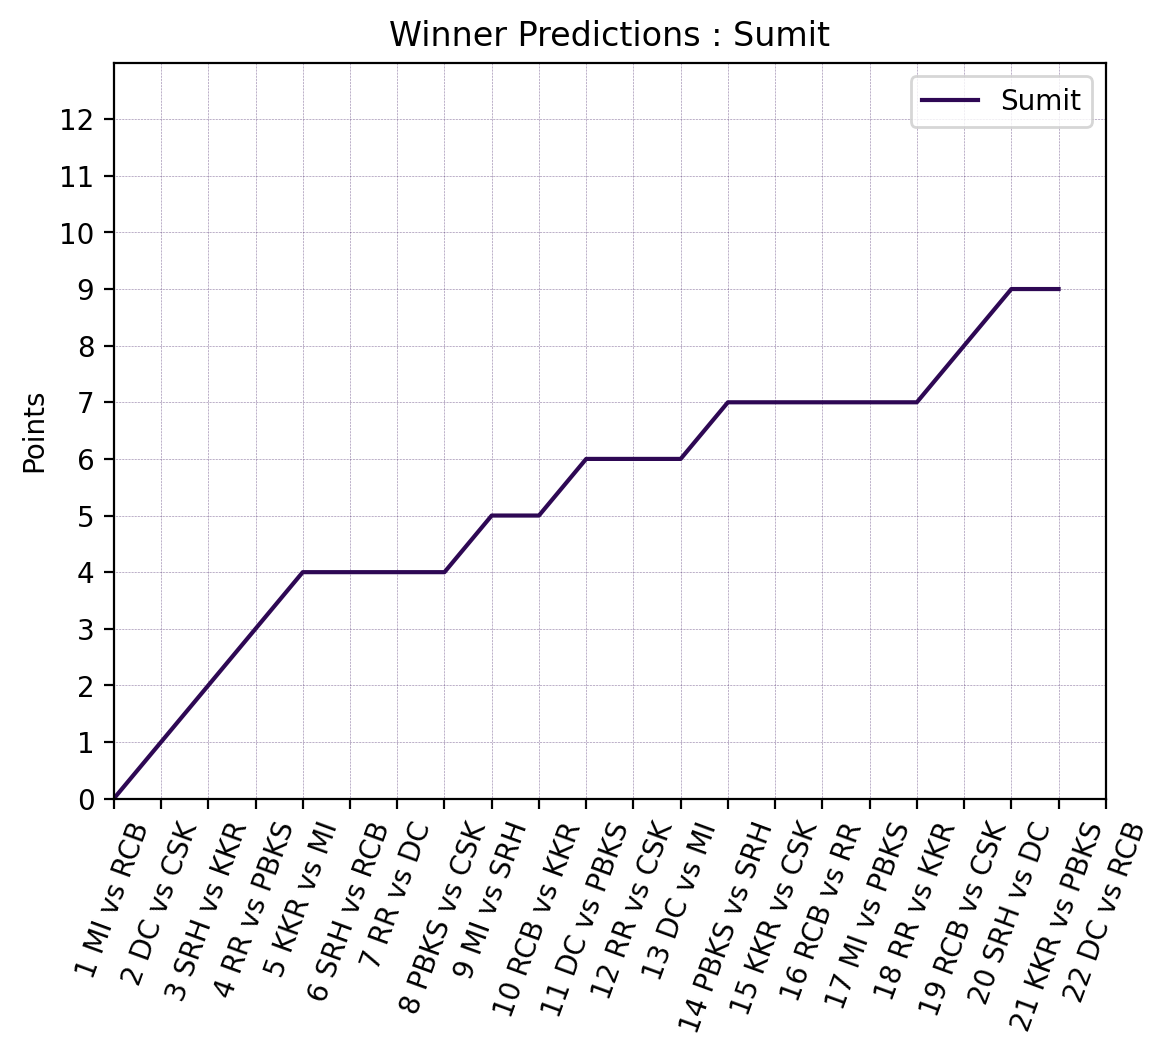 Winner Predictions : Sumit
Sumit
Points
12
11
10
9
8
7
6
5
4
3
2
1
0
1 MI vs RCB
2 DC vs CSK
3 SRH vs KKR
4 RR vs PBKS
5 KKR vs MI
6 SRH vs RCB
7 RR vs DC
8 PBKS vs CSK
9 MI vs SRH
10 RCB vs KKR
11 DC vs PBKS
12 RR vs CSK
13 DC vs MI
14 PBKS vs SRH
15 KKR vs CSK
16 RCB vs RR
17 MI vs PBKS
18 RR vs KKR
19 RCB vs CSK
20 SRH vs DC
21 KKR vs PBKS
22 DC vs RCB